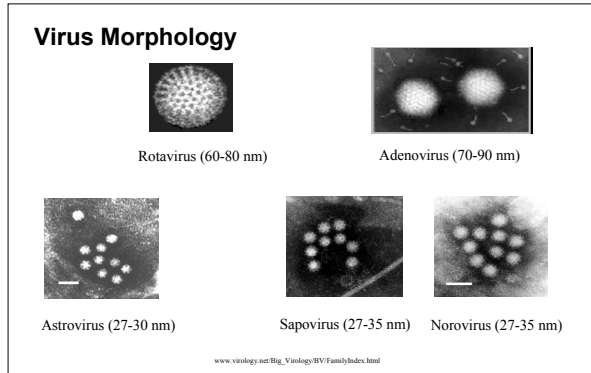 Virus Morphology
Rotavirus (60-80 nm)
Adenovirus (70-90 nm)
Astrovirus (27-30 nm)
Sapovirus (27-35 nm)
Norovirus (27-35 nm)
www.virology.net/Big_Virology/BV/FamilyIndex.html